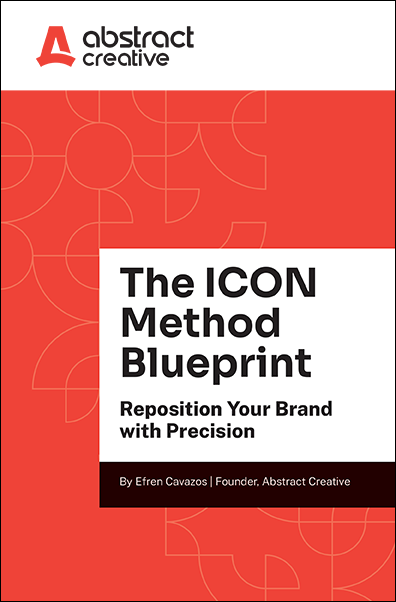 abstract
creative
The ICON
Method
Blueprint
Reposition Your Brand
with Precision
By Efren Cavazos | Founder, Abstract Creative